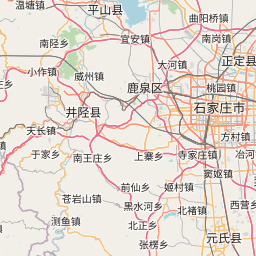 温塘镇
平山县
曲阳桥镇
正定县
南陉乡
宜安镇
南岗镇
大河镇
小作镇
威州镇
鹿泉区
桃园镇
井陉县
石家庄市
天长镇
方村镇
于家乡
南王庄乡
上寨乡
寺家庄镇
冶河
窦妪镇
前仙乡
姬村镇
苍岩山镇
黑水河乡
北褚镇
西营乡
测鱼镇
北正乡
元氏县
张楞乡